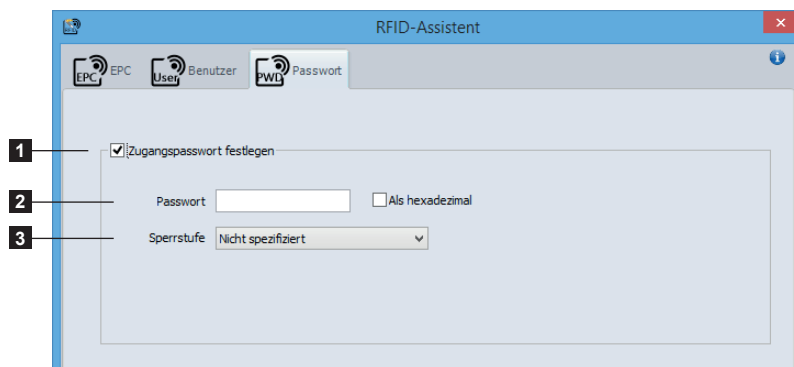 RFID-Assistent
EPC EPC User Benutzer PWD Passwort
1 Zugangspasswort festlegen
2 Passwort Als hexadezimal
3 Sperrstufe Nicht spezifiziert